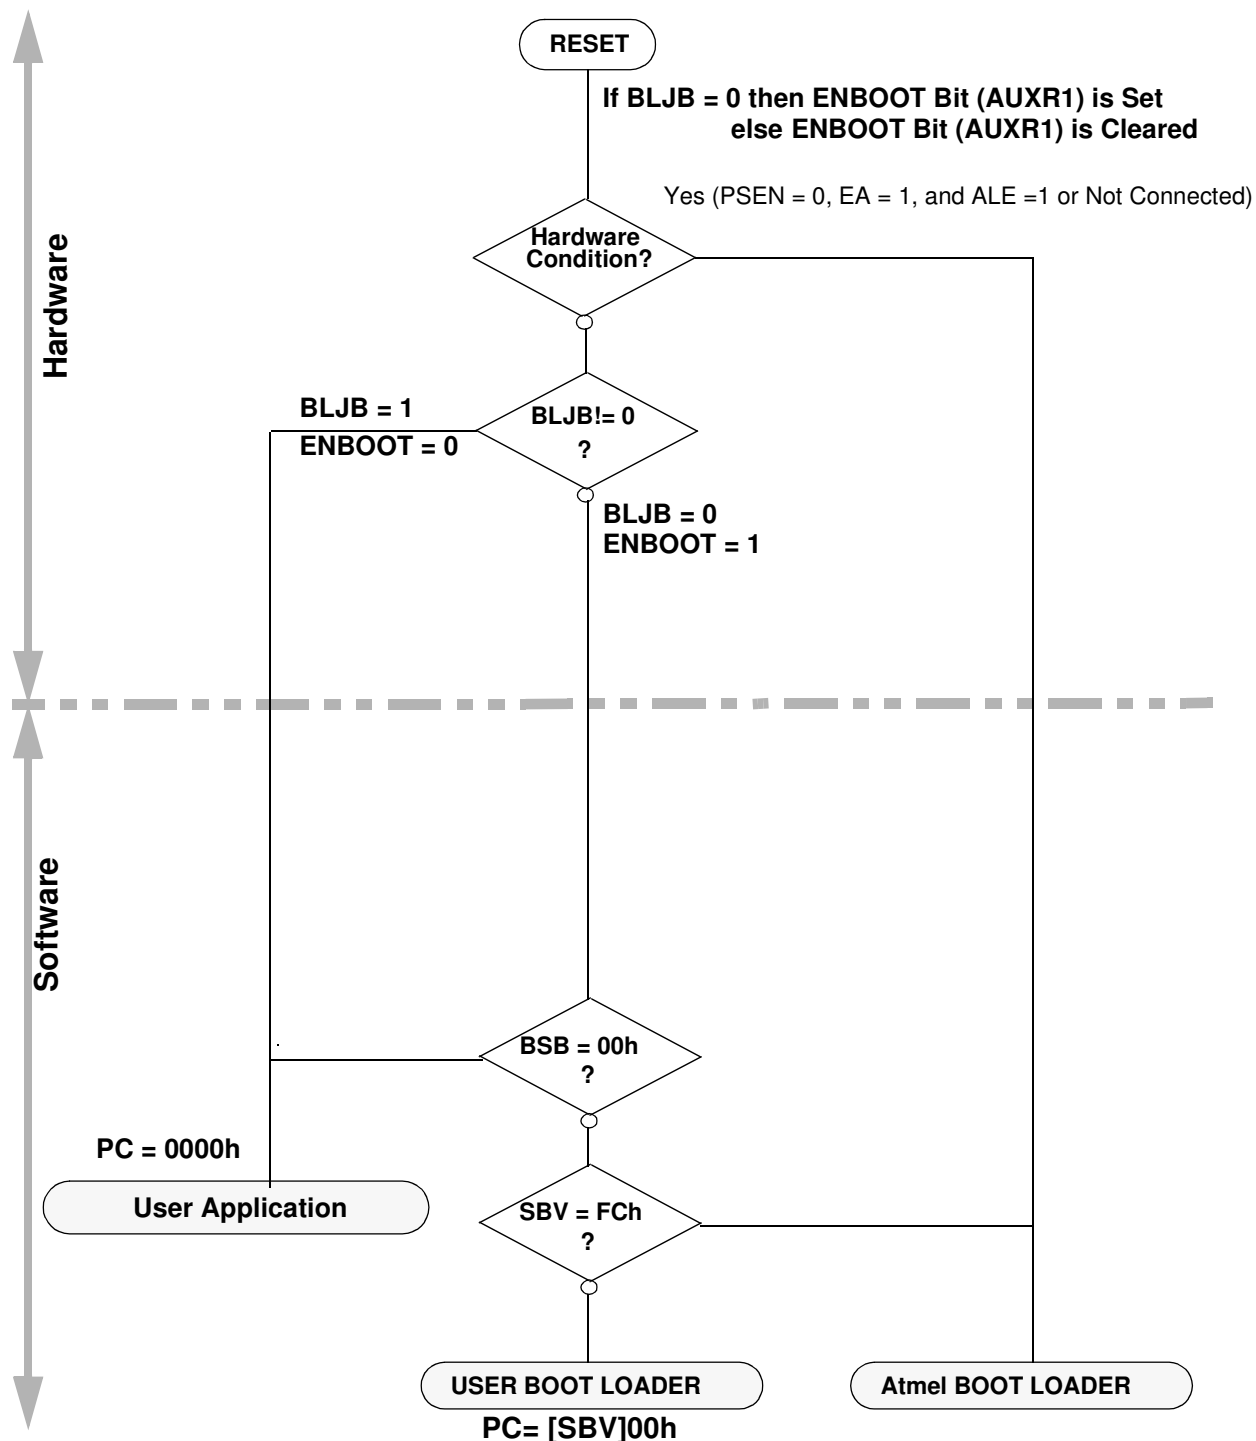 RESET
If BLJB = 0 then ENBOOT Bit (AUXR1) is Set
else ENBOOT Bit (AUXR1) is Cleared
Yes (PSEN = 0, EA = 1, and ALE =1 or Not Connected)
Hardware
Condition?
Hardware
BLJB = 1
ENBOOT = 0
BLJB!= 0
?
BLJB = 0
ENBOOT = 1
Software
BSB = 00h
?
PC = 0000h
User Application
SBV = FCh
?
USER BOOT LOADER
PC= [SBV]00h
Atmel BOOT LOADER